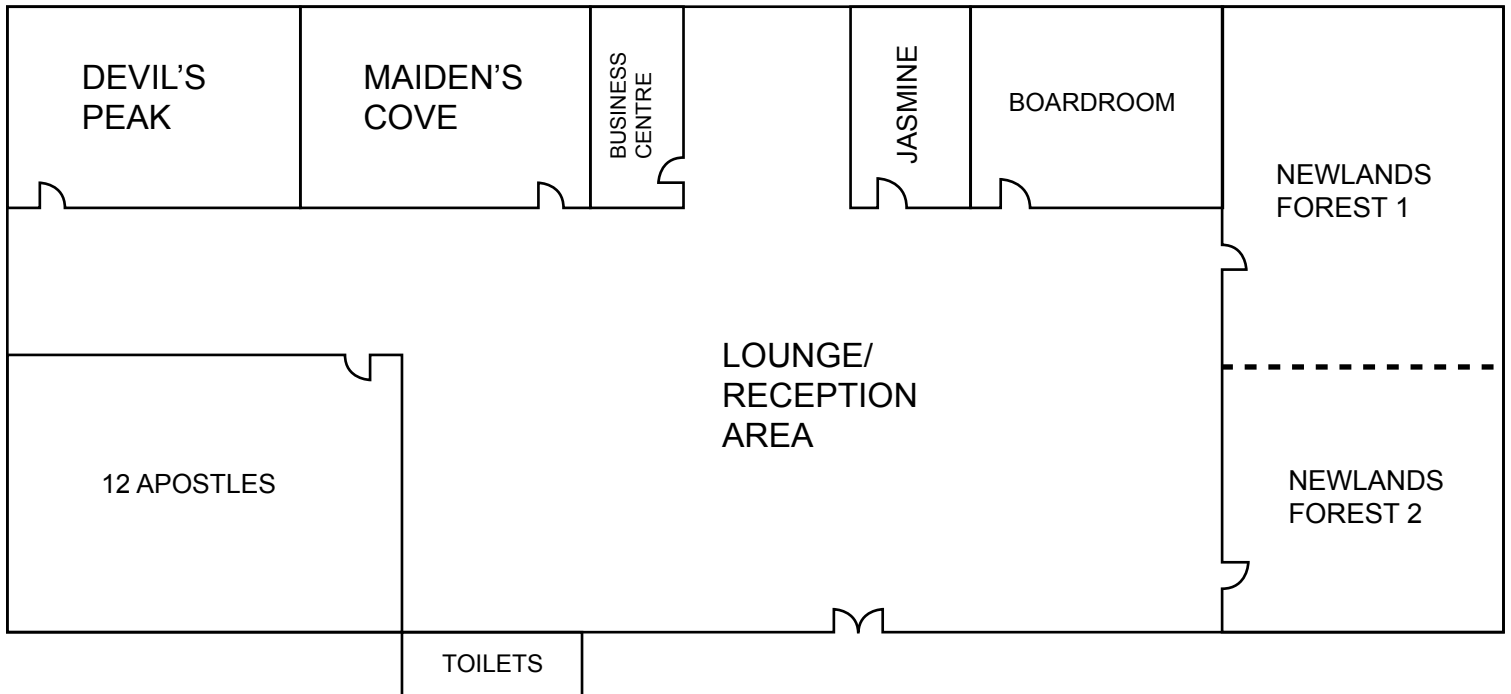 DEVIL'S
PEAK
MAIDEN'S
COVE
BUSINESS
CENTRE
JASMINE
BOARDROOM
NEWLANDS
FOREST 1
LOUNGE/
RECEPTION
AREA
12 APOSTLES
NEWLANDS
FOREST 2
TOILETS